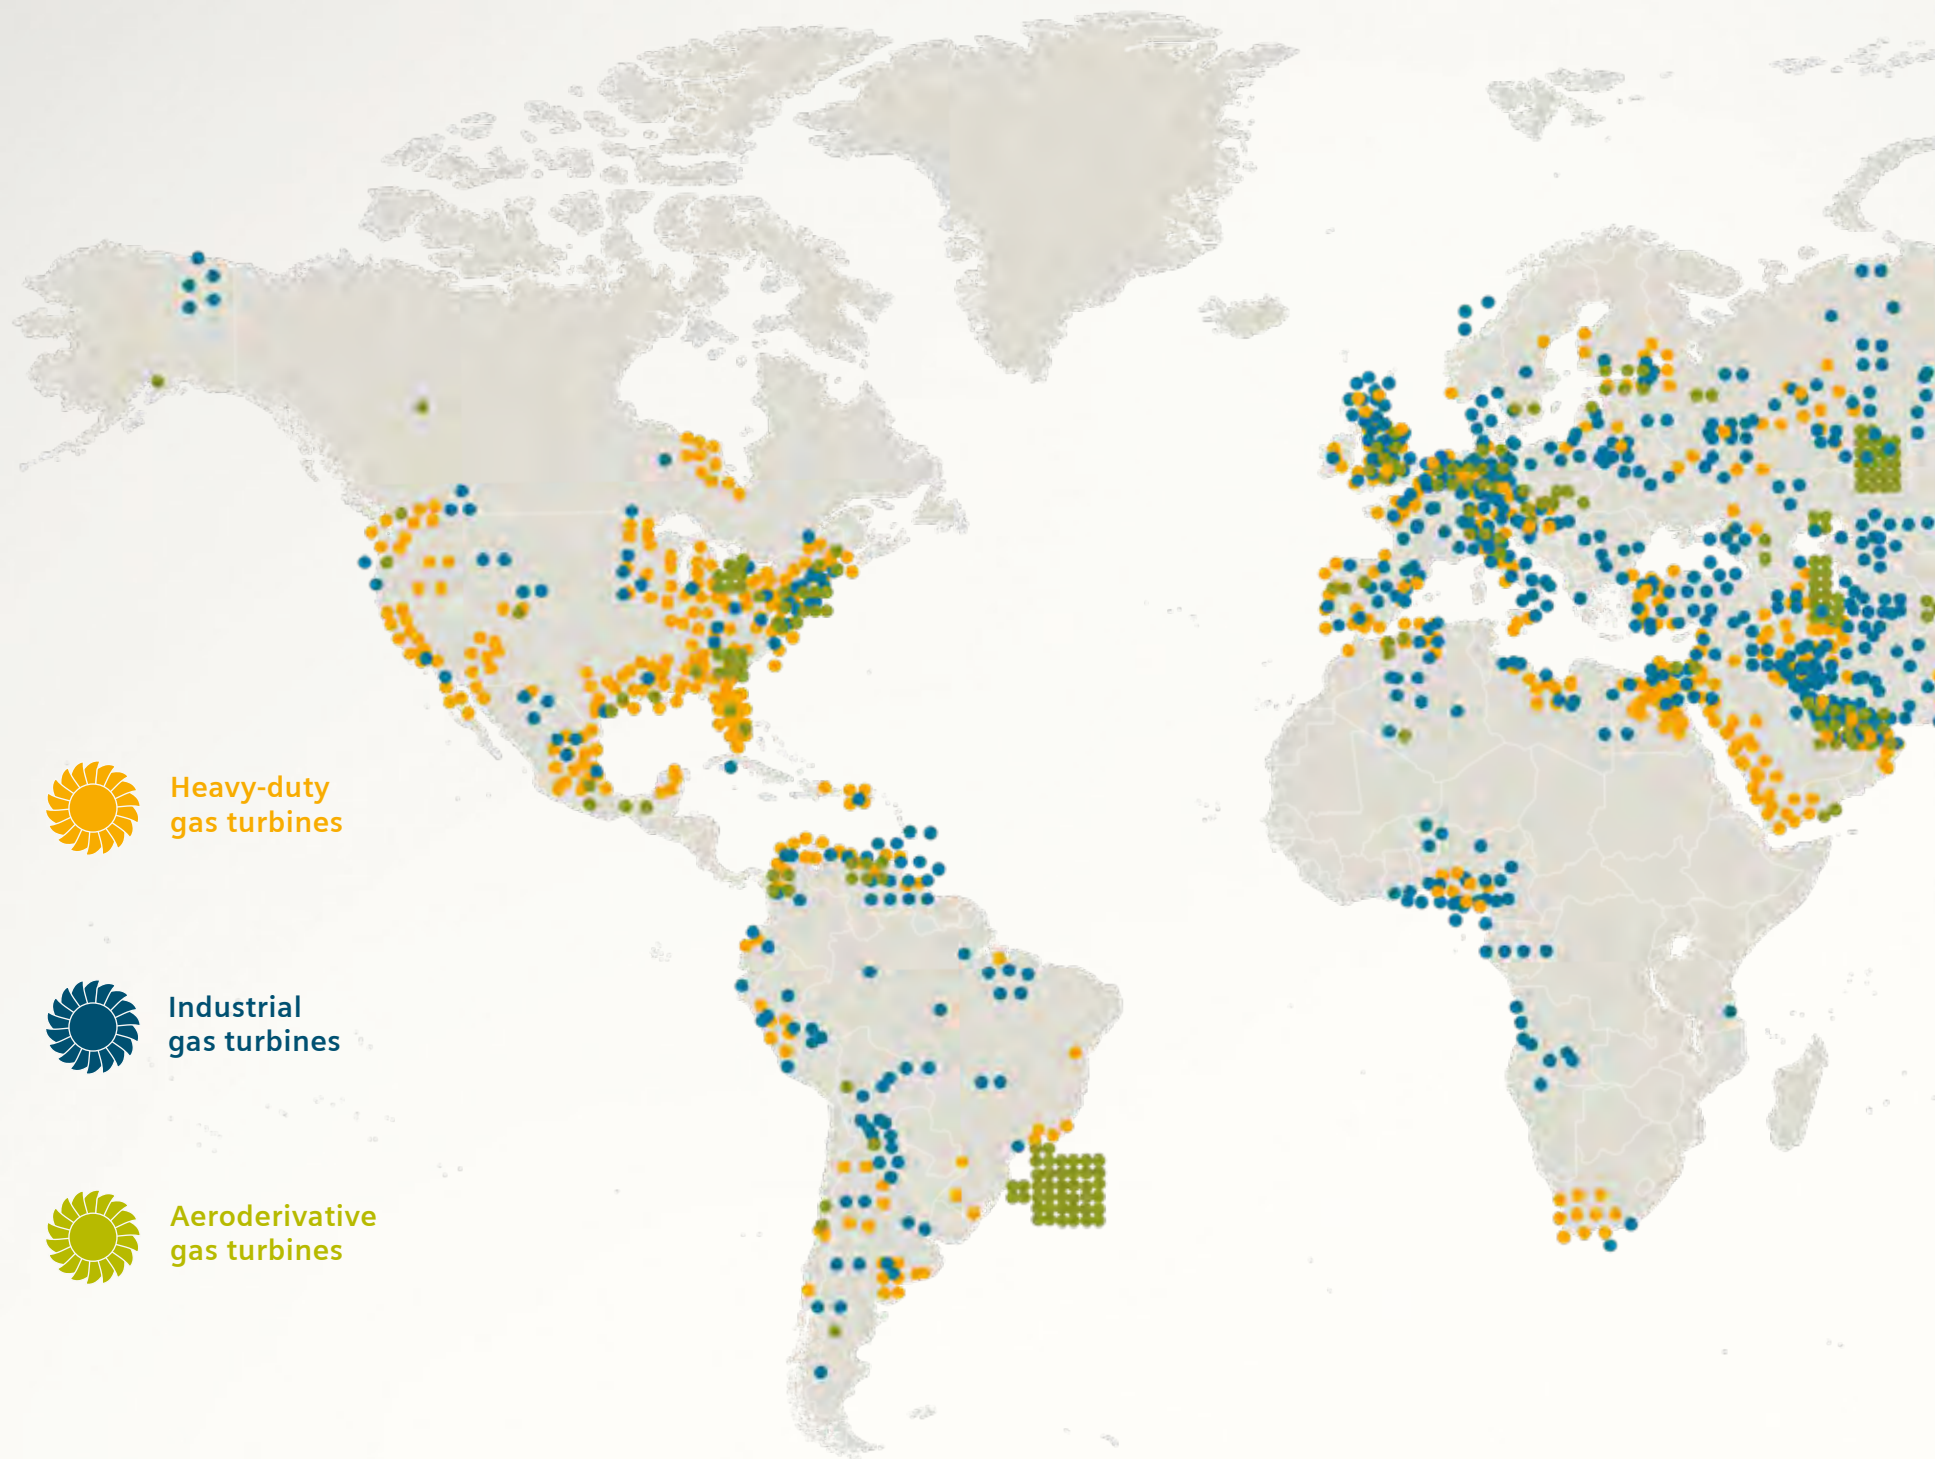 Heavy-duty
gas turbines
Industrial
gas turbines
Aeroderivative
gas turbines